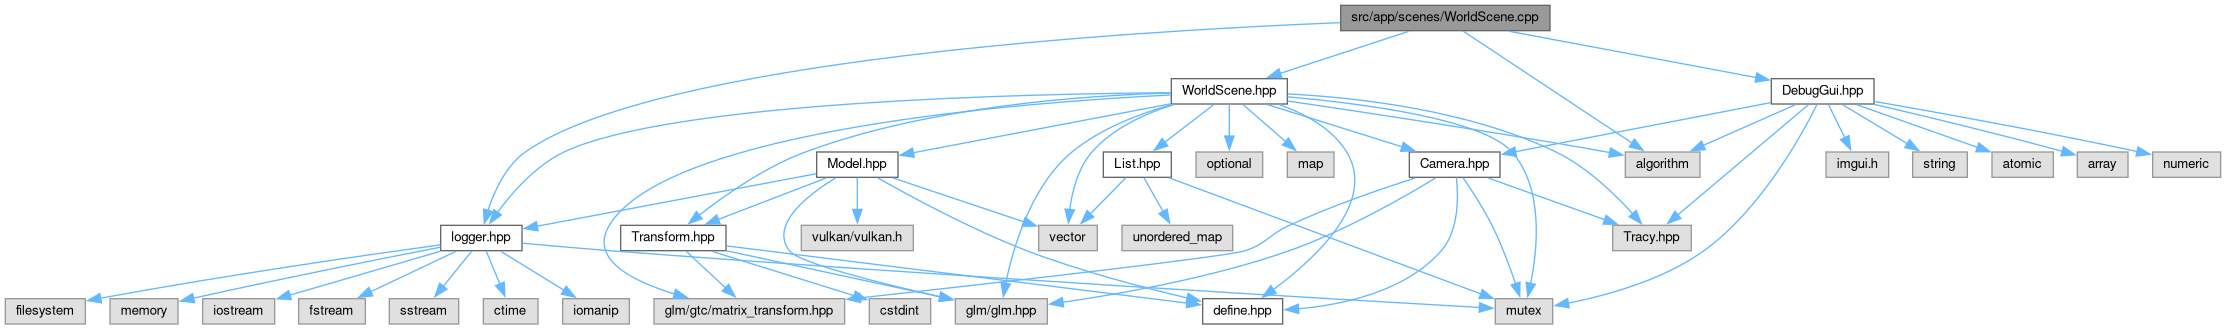 src/app/scenes/WorldScene.cpp
WorldScene.hpp
DebugGui.hpp
Model.hpp
List.hpp
optional
map
Camera.hpp
algorithm
imgui.h
string
atomic
array
numeric
logger.hpp
Transform.hpp
vulkan/vulkan.h
vector
unordered_map
Tracy.hpp
filesystem
memory
iostream
fstream
sstream
ctime
iomanip
glm/gtc/matrix_transform.hpp
cstdint
glm/glm.hpp
define.hpp
mutex